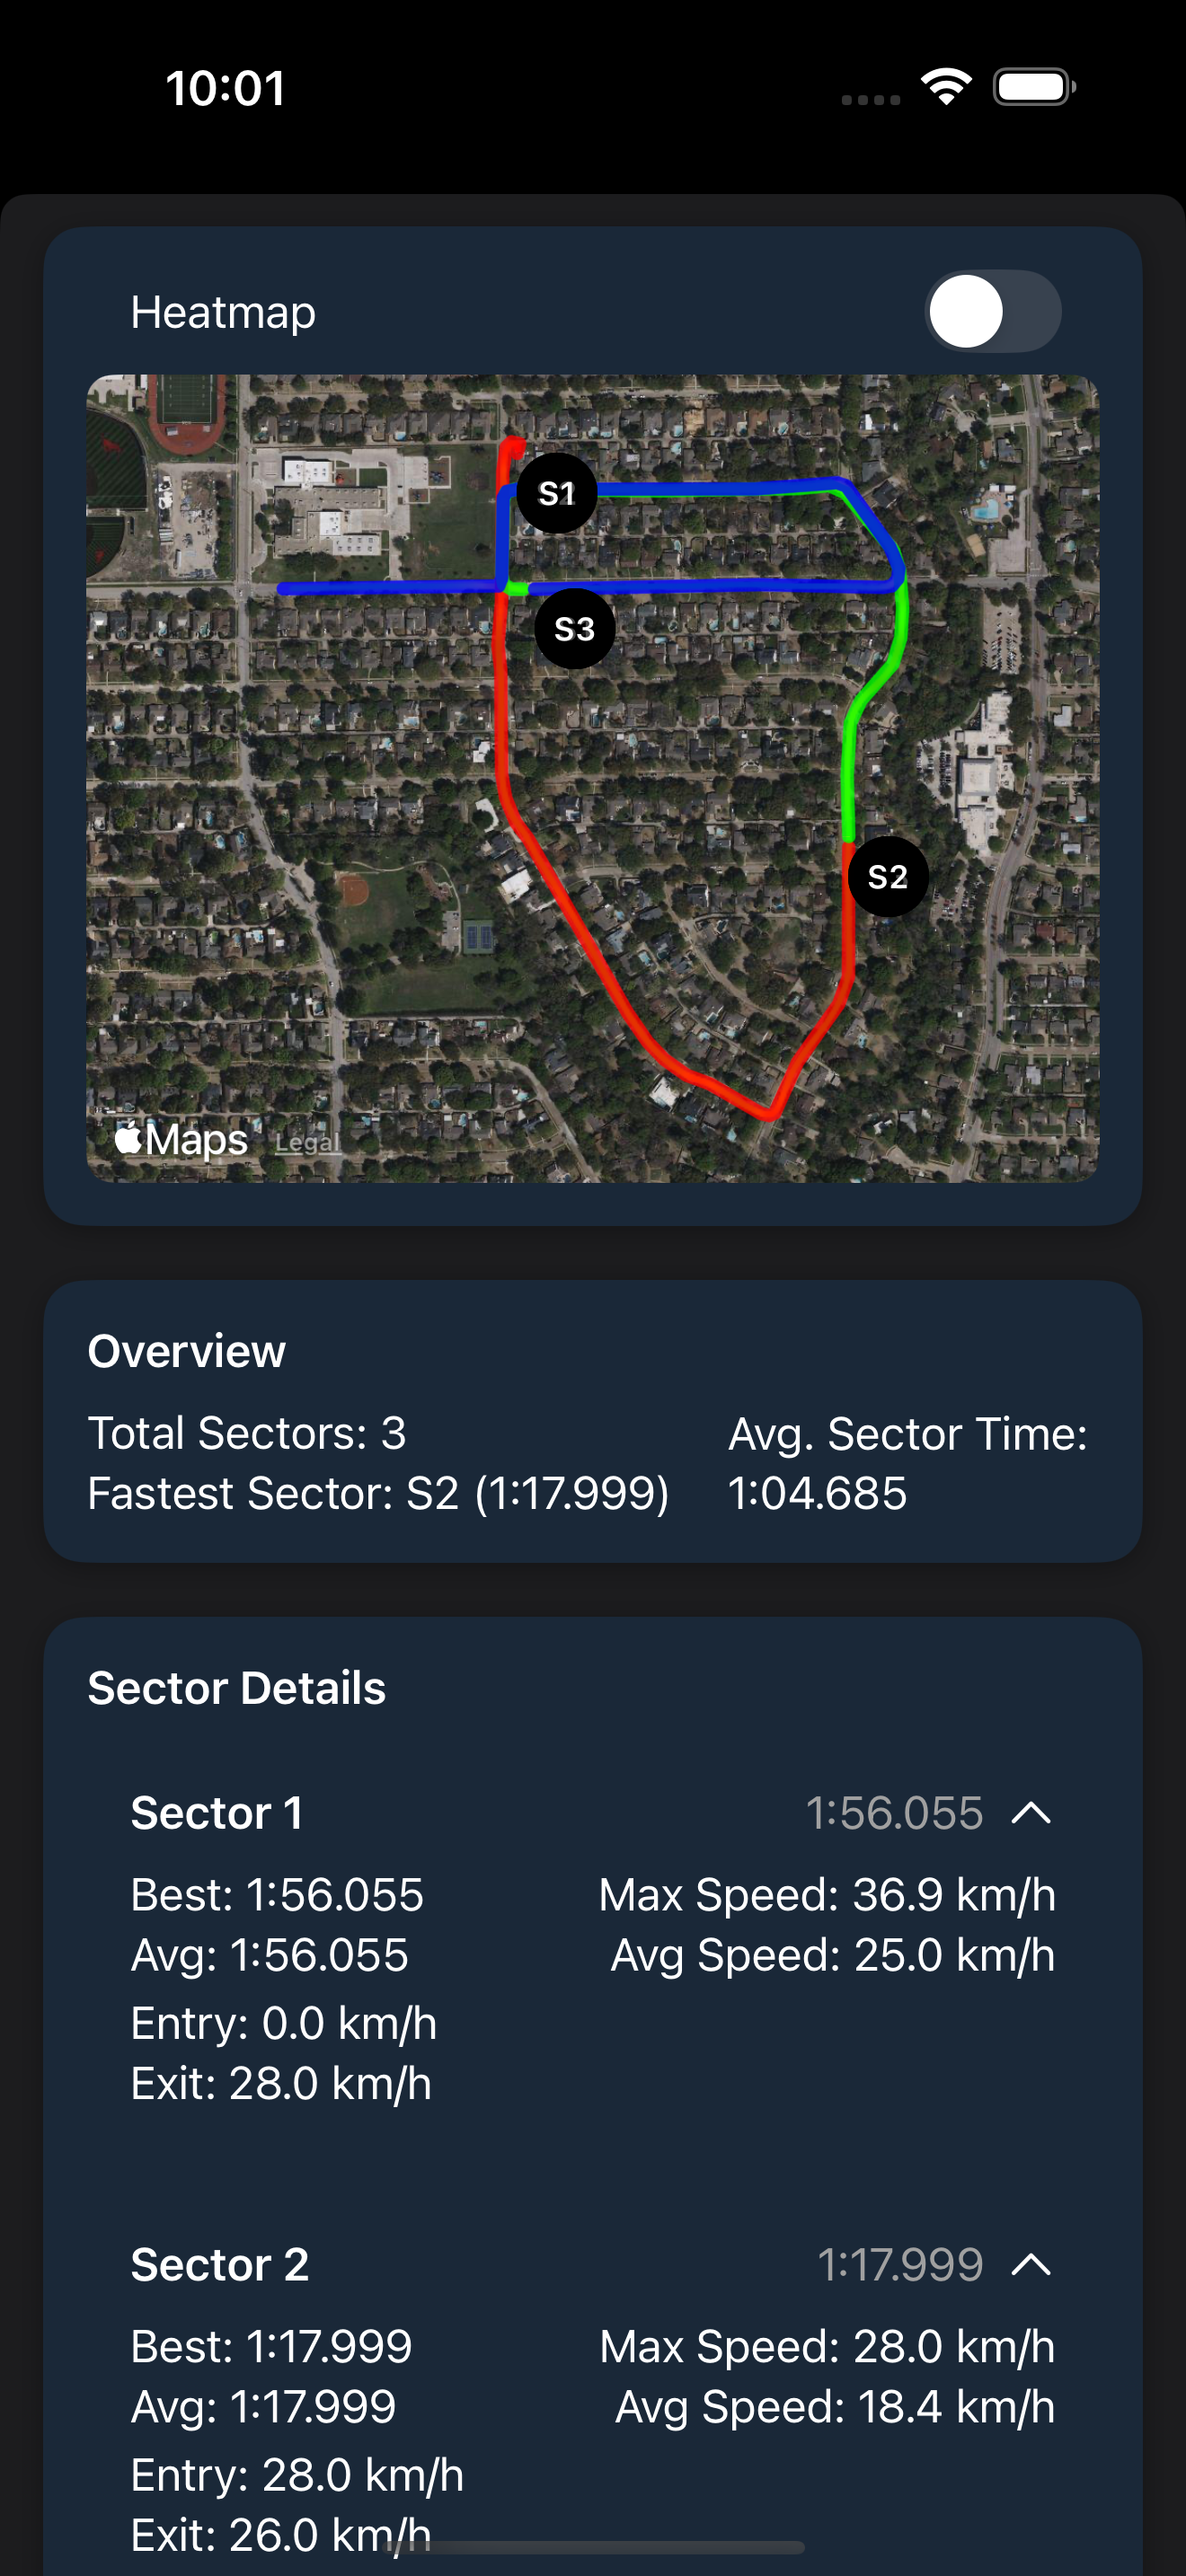 10:01
Heatmap
S1
S3
S2
Maps Legal
Overview
Total Sectors: 3
Fastest Sector: S2 (1:17.999)
Avg. Sector Time:
1:04.685
Sector Details
Sector 1 1:56.055
Best: 1:56.055 Max Speed: 36.9 km/h
Avg: 1:56.055 Avg Speed: 25.0 km/h
Entry: 0.0 km/h
Exit: 28.0 km/h
Sector 2 1:17.999
Best: 1:17.999 Max Speed: 28.0 km/h
Avg: 1:17.999 Avg Speed: 18.4 km/h
Entry: 28.0 km/h
Exit: 26.0 km/h